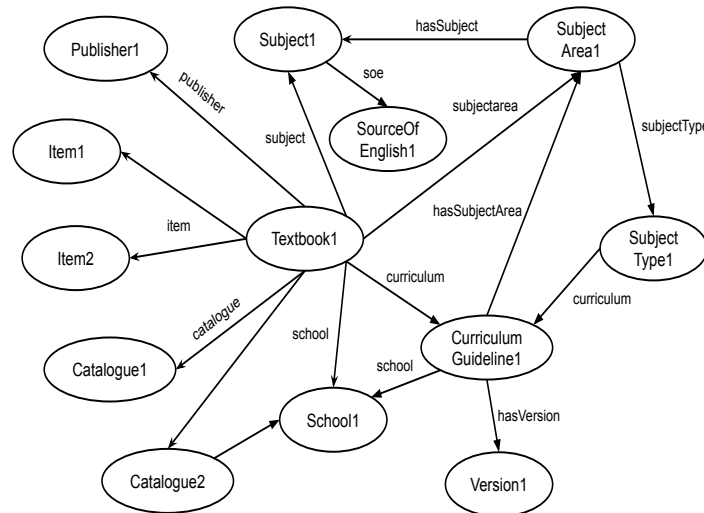 hasSubject
Publisher1
Subject1
Subject
Area1
soe
publisher
subjectarea
SourceOf
English1
subjectType
subject
Item1
hasSubjectArea
item
Textbook1
Subject
Type1
Item2
curriculum
curriculum
catalogue
school
Curriculum
Guideline1
Catalogue1
school
School1
hasVersion
Catalogue2
Version1